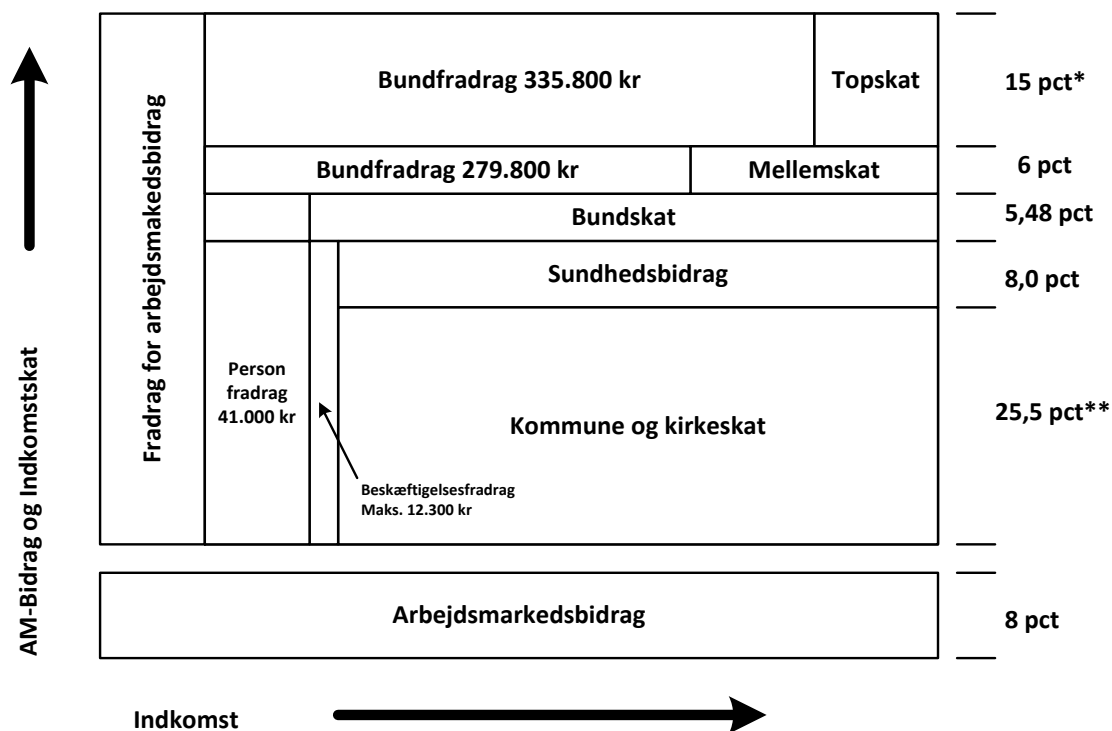 Bundfradrag 335.800 kr
Topskat
15 pct*
Bundfradrag 279.800 kr
Mellemskat
6 pct
Bundskat
5,48 pct
Sundhedsbidrag
8,0 pct
Fradrag for arbejdsmakedsbidrag
Person
fradrag
41.000 kr
Kommune og kirkeskat
25,5 pct**
Beskæftigelsesfradrag
Maks. 12.300 kr
AM-Bidrag og Indkomstskat
Arbejdsmarkedsbidrag
8 pct
Indkomst